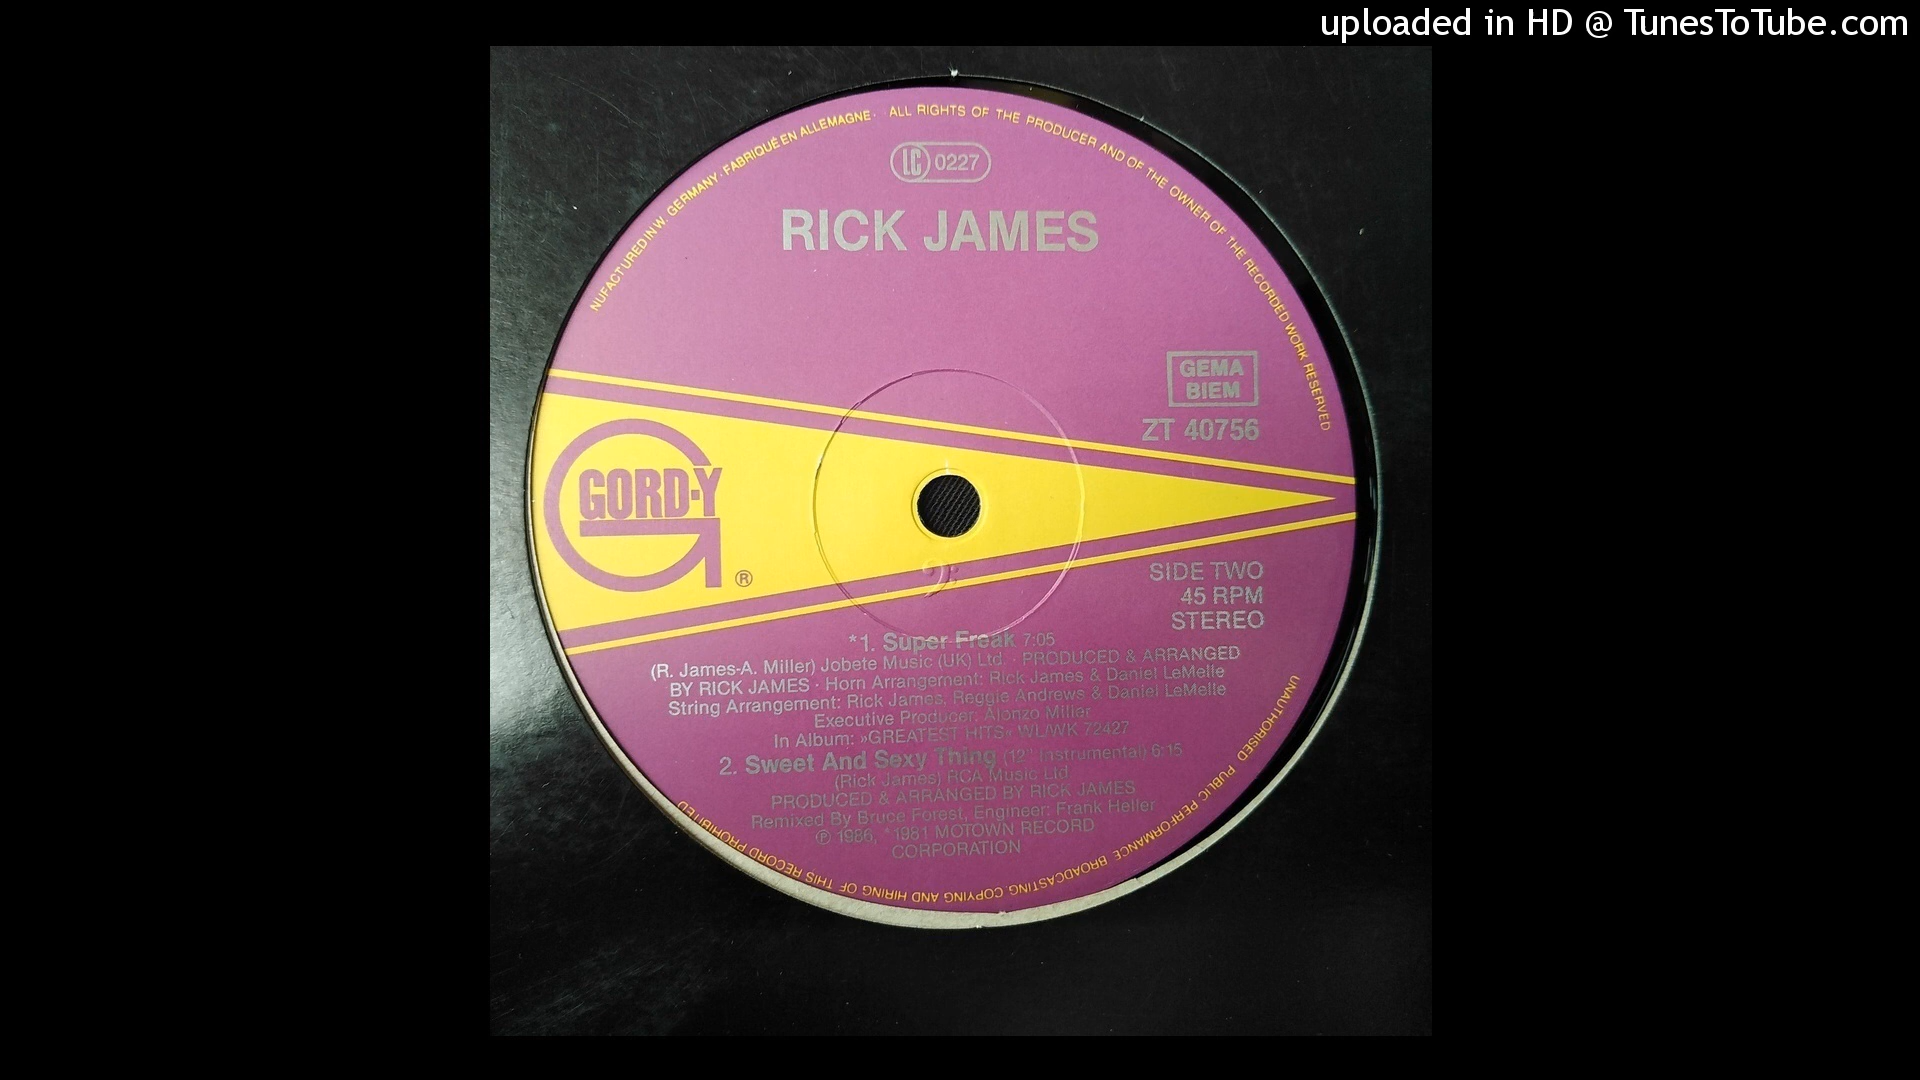 uploaded in HD @ TunesToTube.com
NUFACTURED IN W. GERMANY · FABRIQUÉ EN ALLEMAGNE · ALL RIGHTS OF THE PRODUCER AND OF THE OWNER OF THE RECORDED WORK RESERVED
LC 0227
RICK JAMES
GEMA
BIEM
ZT 40756
GORD-Y
®
SIDE TWO
45 RPM
STEREO
*1. Super Freak 7:05
(R. James-A. Miller) Jobete Music (UK) Ltd. · PRODUCED & ARRANGED
BY RICK JAMES · Horn Arrangement: Rick James & Daniel LeMelle
String Arrangement: Rick James, Reggie Andrews & Daniel LeMelle
Executive Producer: Alonzo Miller
In Album: »GREATEST HITS« WL/WK 72427
2. Sweet And Sexy Thing (12" Instrumental) 6:15
(Rick James) RCA Music Ltd.
PRODUCED & ARRANGED BY RICK JAMES
Remixed By Bruce Forest, Engineer: Frank Heller
℗ 1986, *1981 MOTOWN RECORD
CORPORATION
UNAUTHORISED PUBLIC PERFORMANCE, BROADCASTING, COPYING AND HIRING OF THIS RECORD PROHIBITED